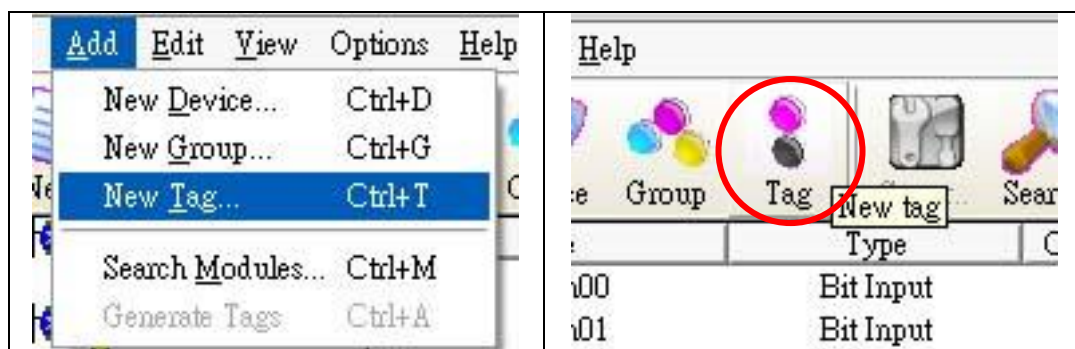 Add Edit View Options Help
New Device... Ctrl+D
New Group... Ctrl+G
New Tag... Ctrl+T
Search Modules... Ctrl+M
Generate Tags Ctrl+A
Help
Group Tag
New tag
Type
Bit Input
Bit Input